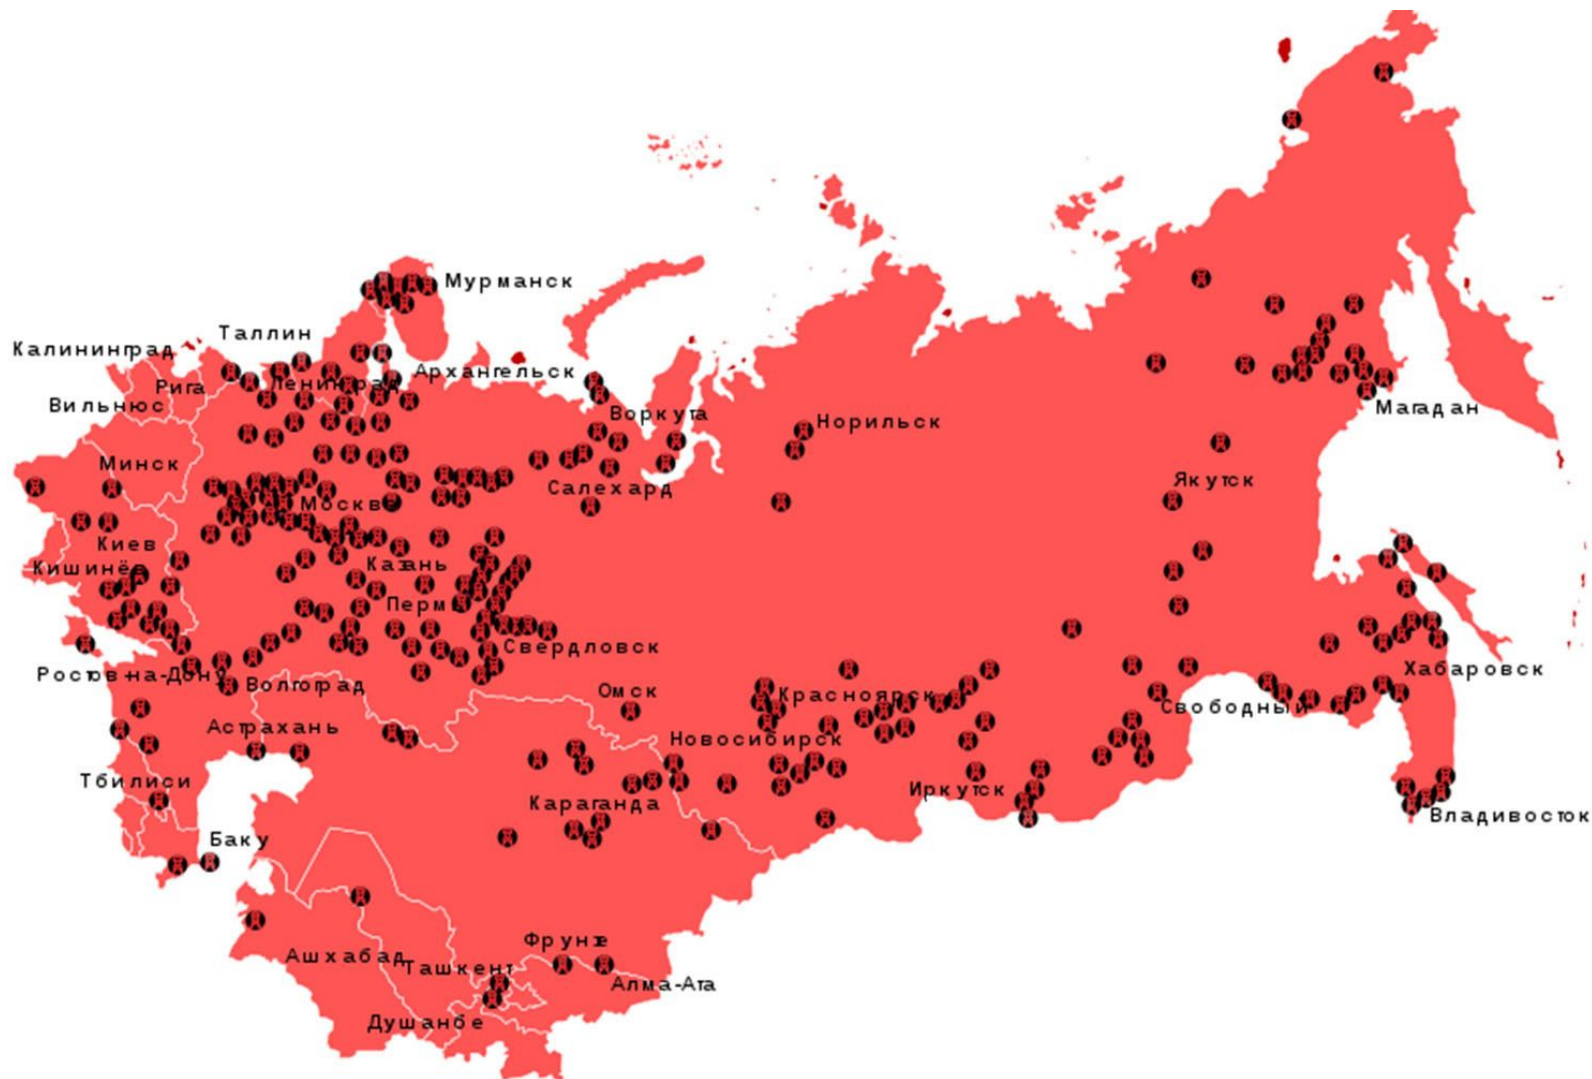 Мурманск
Таллин
Калининград
Архангельск
Рига
Ленинград
Вильнюс
Воркута
Норильск
Магадан
Минск
Якутск
Салехард
Москва
Киев
Казань
Кишинёв
Пермь
Свердловск
Хабаровск
Ростов-на-Дону
Волгоград
Омск
Красноярск
Свободный
Астрахань
Новосибирск
Тбилиси
Иркутск
Караганда
Владивосток
Баку
Фрунзе
Ашхабад
Ташкент
Алма-Ата
Душанбе